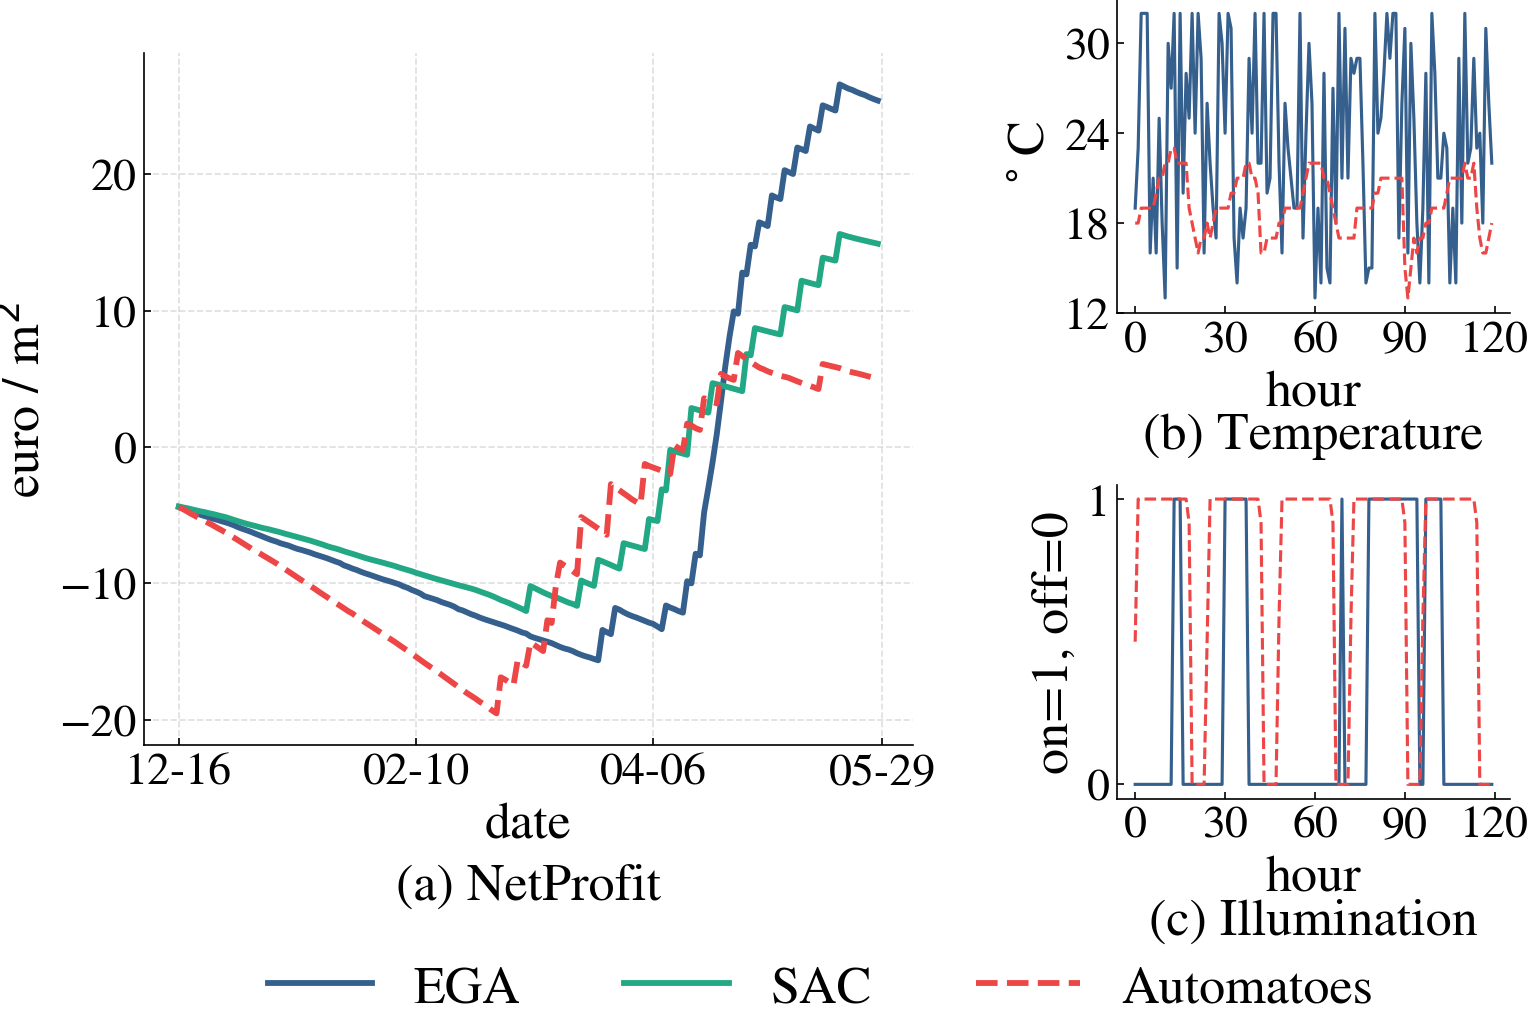 euro / m²
20
10
0
−10
−20
12-16 02-10 04-06 05-29
date
(a) NetProfit
°C
30
24
18
12
0 30 60 90 120
hour
(b) Temperature
on=1, off=0
1
0
0 30 60 90 120
hour
(c) Illumination
EGA SAC Automatoes